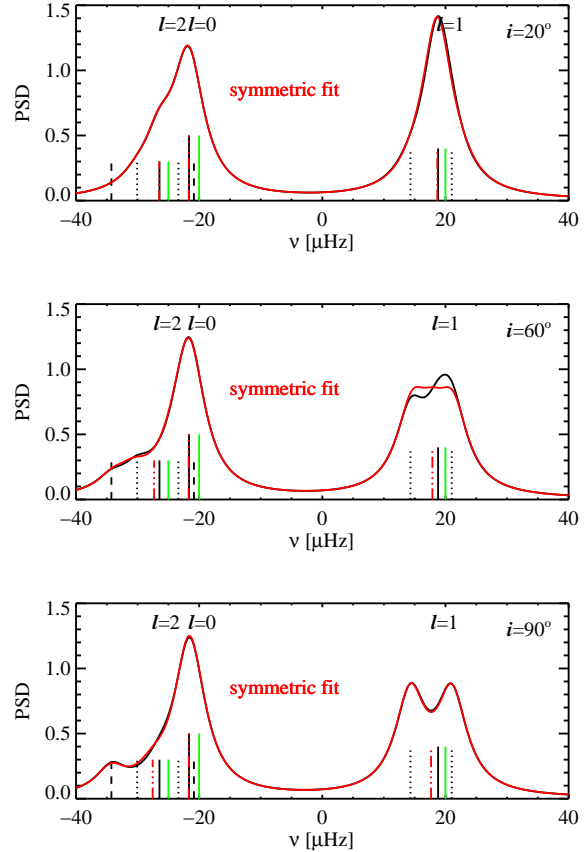 l=2 l=0 l=1 i=20°
symmetric fit
1.5
1.0
0.5
0.0
PSD
−40 −20 0 20 40
ν [μHz]
l=2 l=0 l=1 i=60°
symmetric fit
1.5
1.0
0.5
0.0
PSD
−40 −20 0 20 40
ν [μHz]
l=2 l=0 l=1 i=90°
symmetric fit
1.5
1.0
0.5
0.0
PSD
−40 −20 0 20 40
ν [μHz]